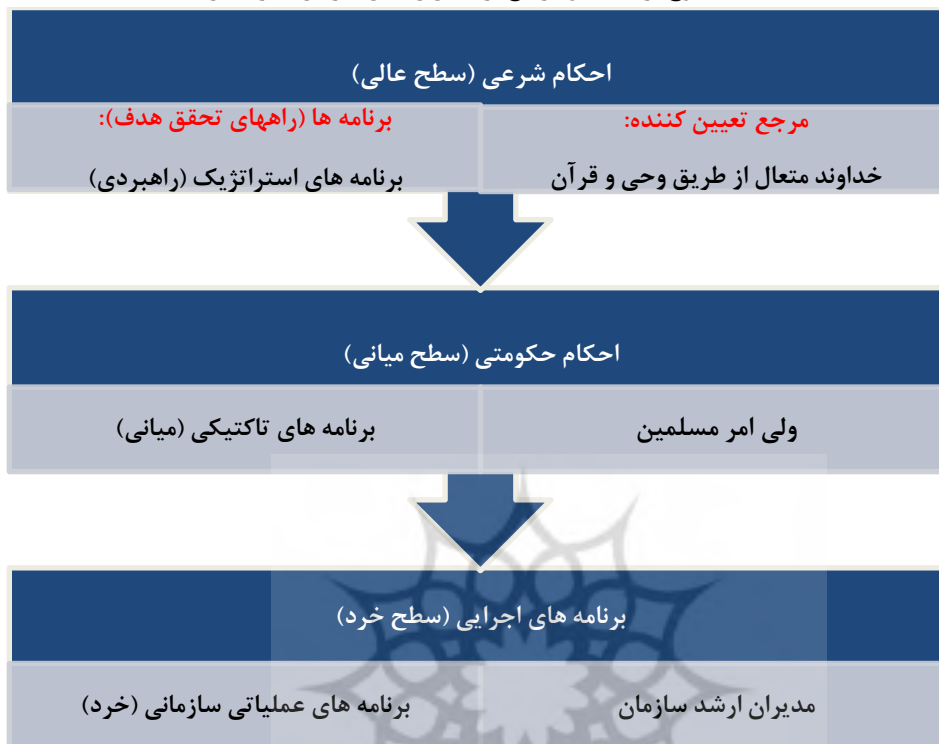 احکام شرعی (سطح عالی)
مرجع تعیین کننده:
برنامه ها (راههای تحقق هدف):
خداوند متعال از طریق وحی و قرآن
برنامه های استراتژیک (راهبردی)
احکام حکومتی (سطح میانی)
ولی امر مسلمین
برنامه های تاکتیکی (میانی)
برنامه های اجرایی (سطح خرد)
مدیران ارشد سازمان
برنامه های عملیاتی سازمانی (خرد)